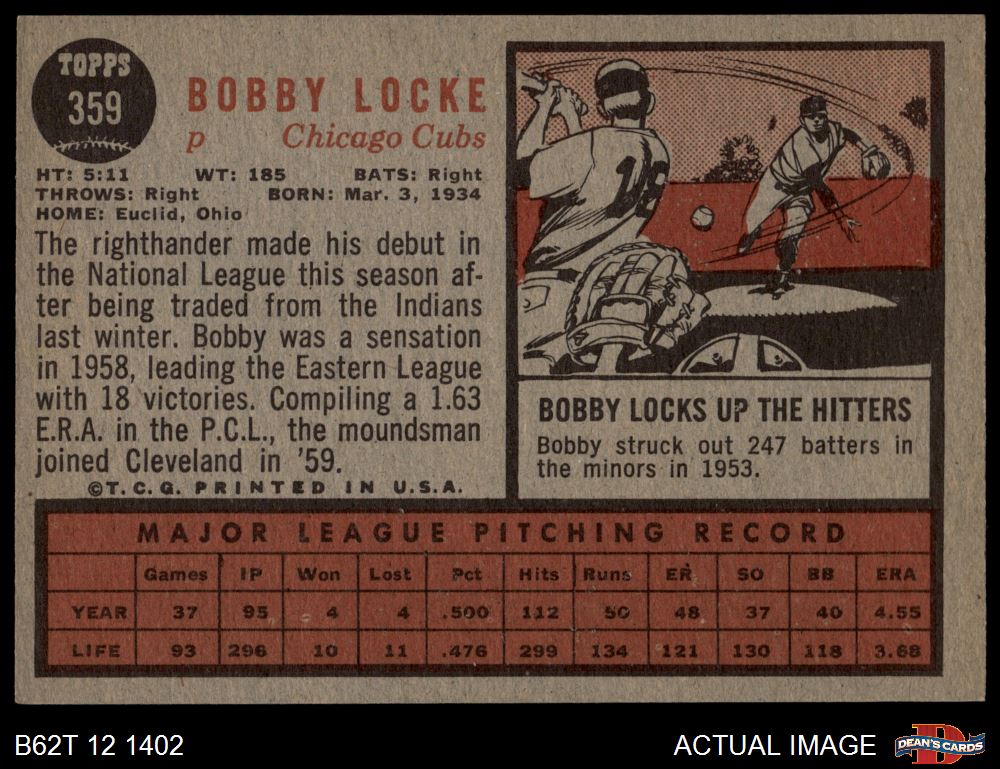 TOPPS
359
BOBBY LOCKE
p Chicago Cubs
HT: 5:11 WT: 185 BATS: Right
THROWS: Right BORN: Mar. 3, 1934
HOME: Euclid, Ohio
The righthander made his debut in
the National League this season af-
ter being traded from the Indians
last winter. Bobby was a sensation
in 1958, leading the Eastern League
with 18 victories. Compiling a 1.63
E.R.A. in the P.C.L., the moundsman
joined Cleveland in '59.
©T.C.G. PRINTED IN U.S.A.
18
BOBBY LOCKS UP THE HITTERS
Bobby struck out 247 batters in
the minors in 1953.
MAJOR LEAGUE PITCHING RECORD
Games IP Won Lost Pct Hits Runs ER SO BB ERA
YEAR 37 95 4 4 .500 112 50 48 37 40 4.55
LIFE 93 296 10 11 .476 299 134 121 130 118 3.68
B62T 12 1402
ACTUAL IMAGE
D
DEAN'S CARDS